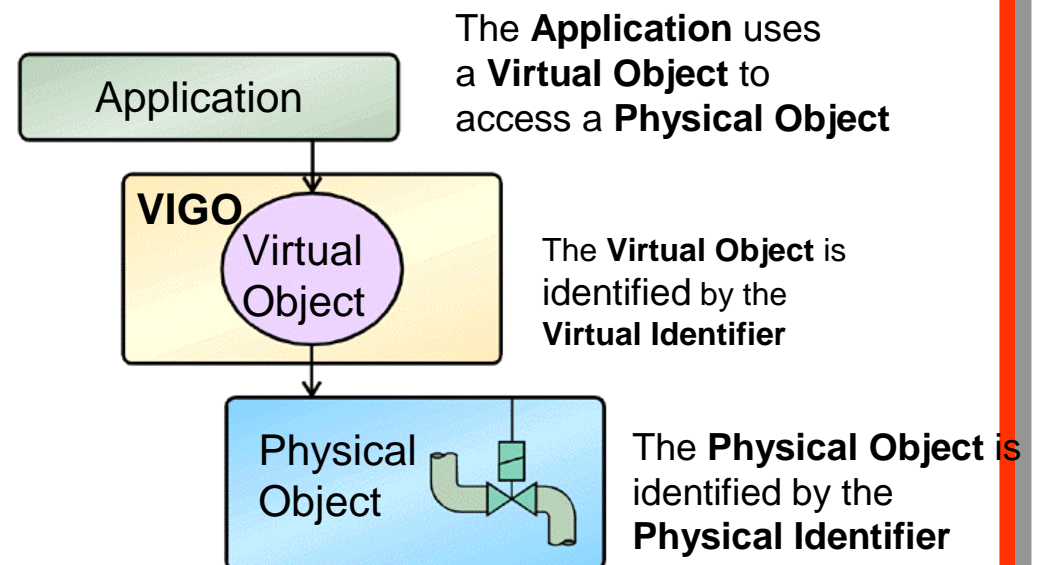 The Application uses
a Virtual Object to
access a Physical Object
Application
VIGO
Virtual
Object
The Virtual Object is
identified by the
Virtual Identifier
Physical
Object
The Physical Object is
identified by the
Physical Identifier